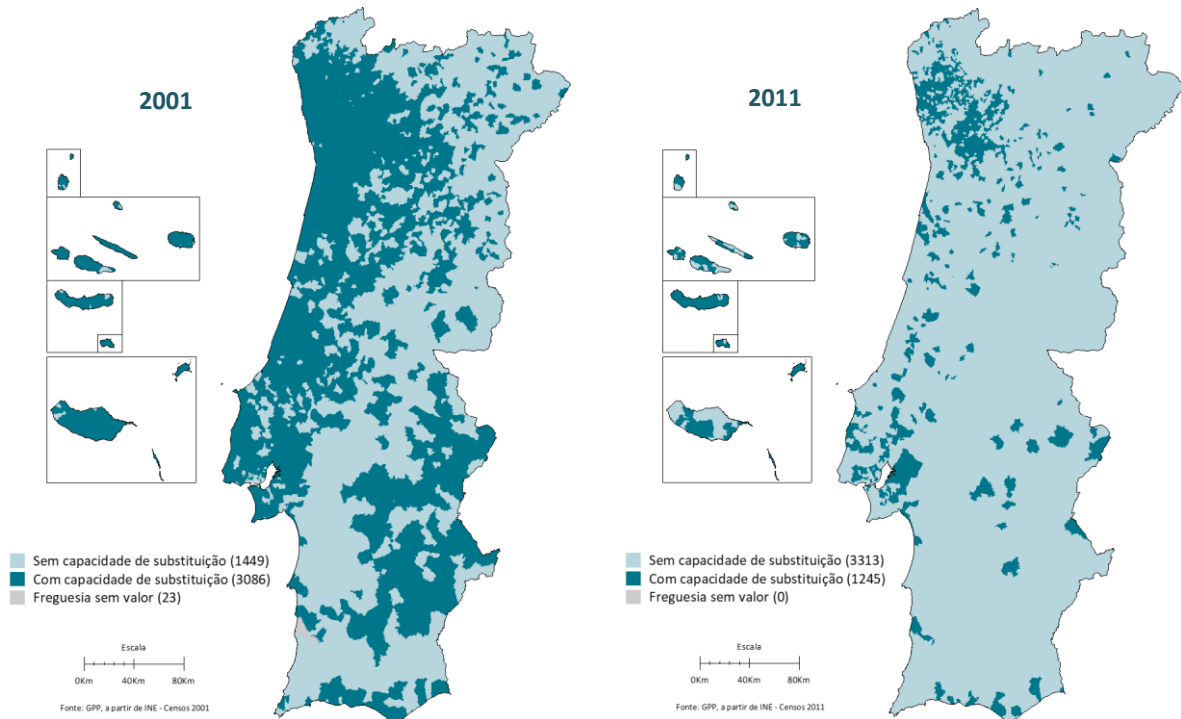 2001
Sem capacidade de substituição (1449)
Com capacidade de substituição (3086)
Freguesia sem valor (23)
Escala
0Km 40Km 80Km
Fonte: GPP, a partir de INE - Censos 2001
2011
Sem capacidade de substituição (3313)
Com capacidade de substituição (1245)
Freguesia sem valor (0)
Escala
0Km 40Km 80Km
Fonte: GPP, a partir de INE - Censos 2011